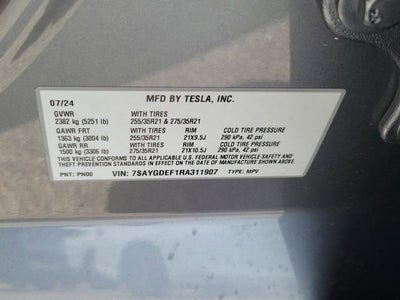 07/24 MFD BY TESLA, INC.
GVWR WITH TIRES
2382 kg (5251 lb) 255/35R21 & 275/35R21
GAWR FRT WITH TIRES RIM COLD TIRE PRESSURE
1363 kg (3004 lb) 255/35R21 21X9.5J 290 kPa, 42 psi
GAWR RR WITH TIRES RIM COLD TIRE PRESSURE
1500 kg (3306 lb) 275/35R21 21X10.5J 290 kPa, 42 psi
THIS VEHICLE CONFORMS TO ALL APPLICABLE U.S. FEDERAL MOTOR VEHICLE SAFETY AND
THEFT PREVENTION STANDARDS IN EFFECT ON THE DATE OF MANUFACTURE SHOWN ABOVE.
PNT: PN00 VIN: 7SAYGDEF1RA311907 TYPE: MPV